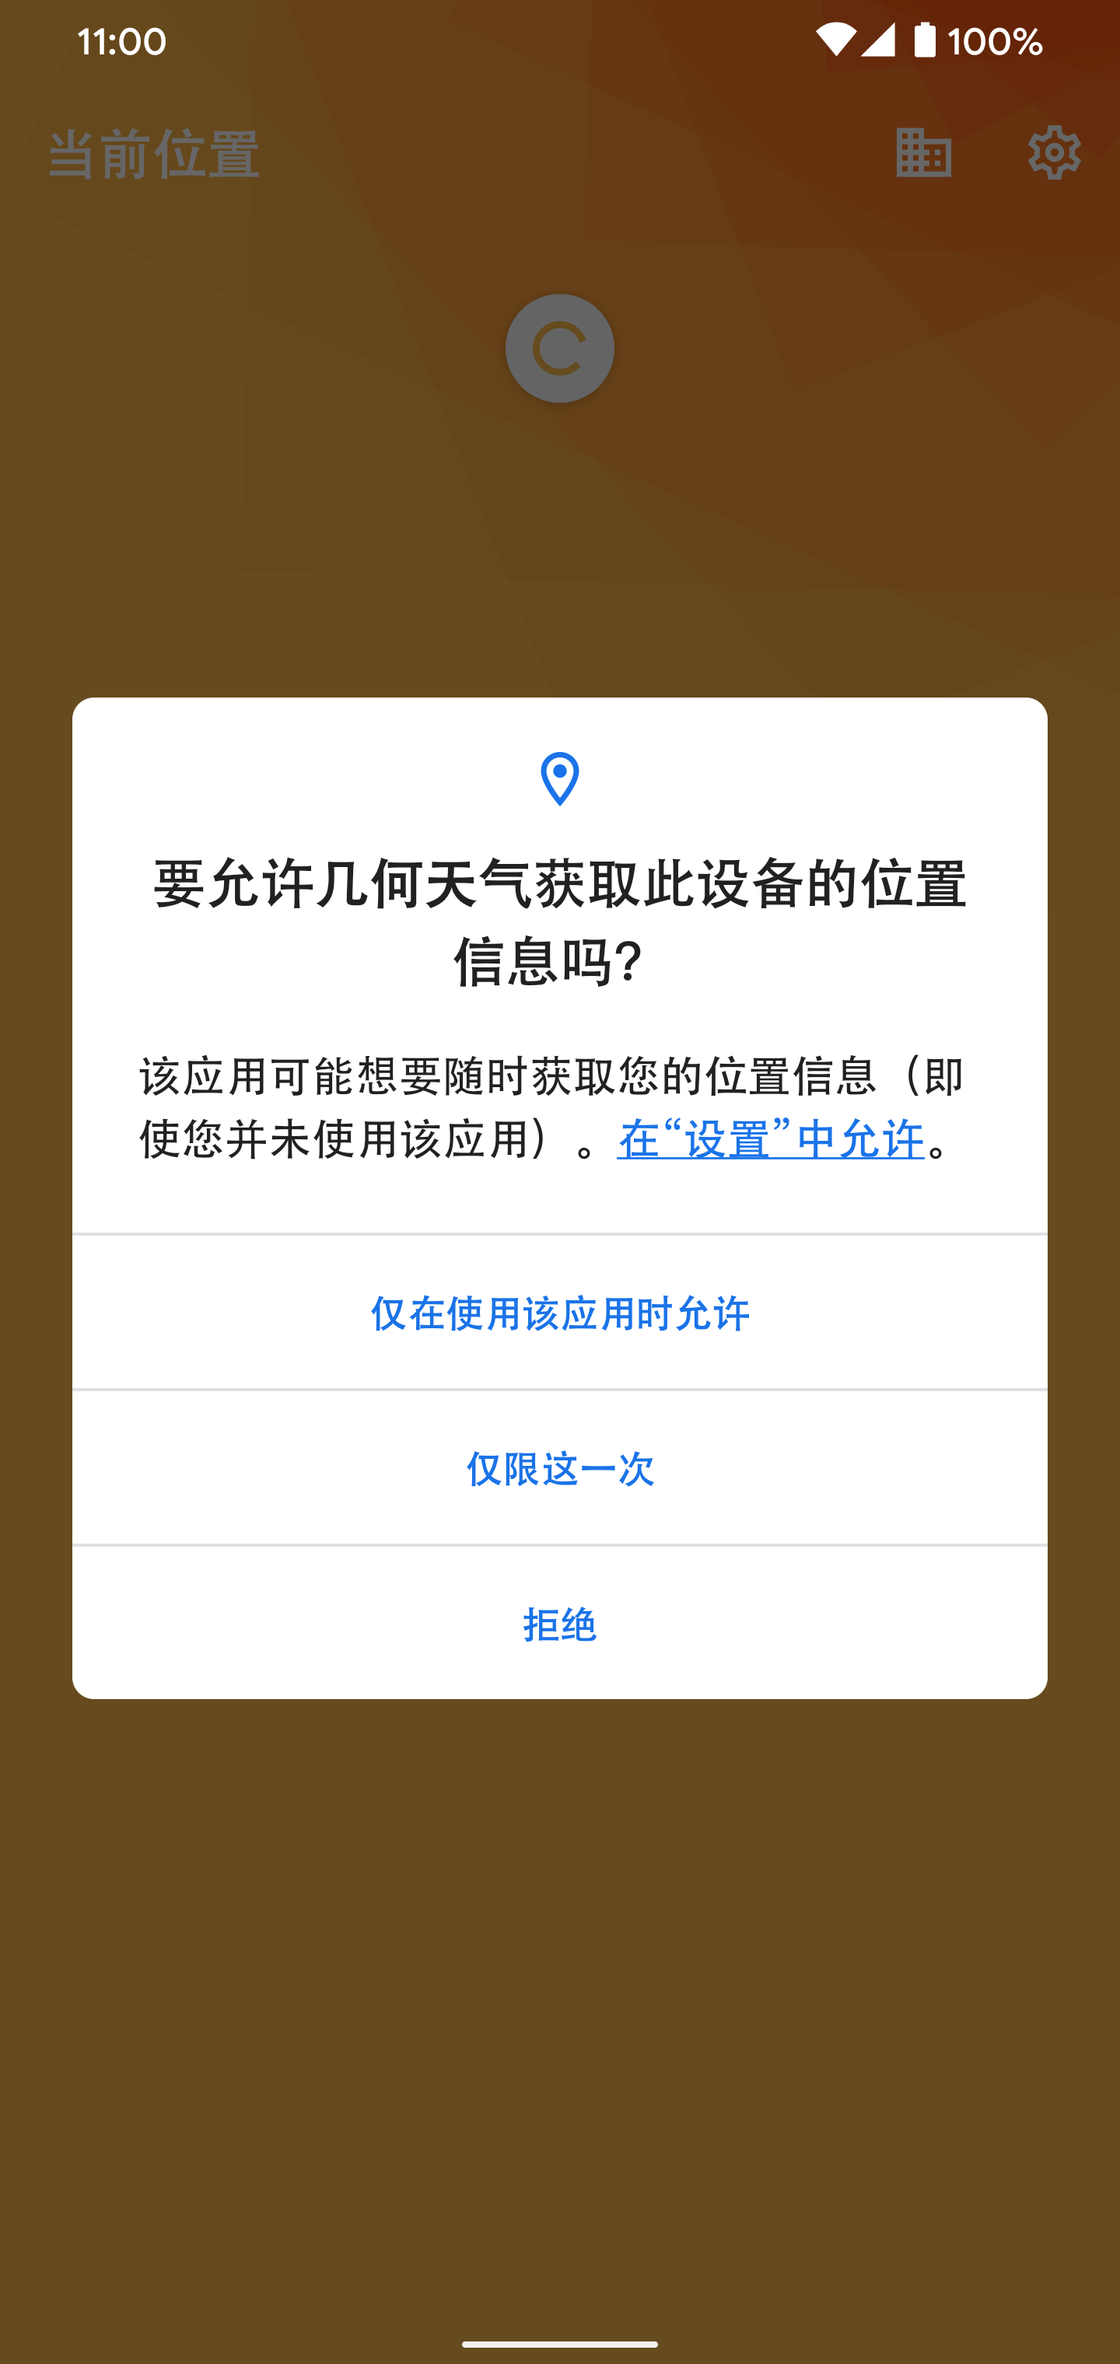 11:00 100%
当前位置
要允许几何天气获取此设备的位置
信息吗？
该应用可能想要随时获取您的位置信息（即
使您并未使用该应用）。在“设置”中允许。
仅在使用该应用时允许
仅限这一次
拒绝